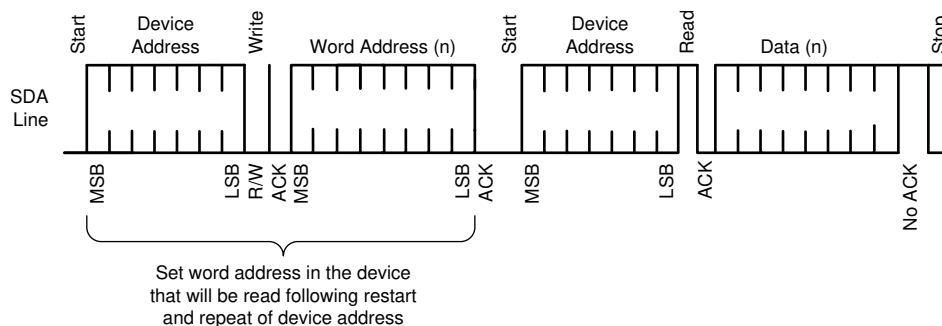 Start
Device
Address
Write
Word Address (n)
Start
Device
Address
Read
Data (n)
Stop
SDA
Line
MSB
LSB
R/W
ACK
MSB
LSB
ACK
MSB
LSB
ACK
No ACK
Set word address in the device
that will be read following restart
and repeat of device address